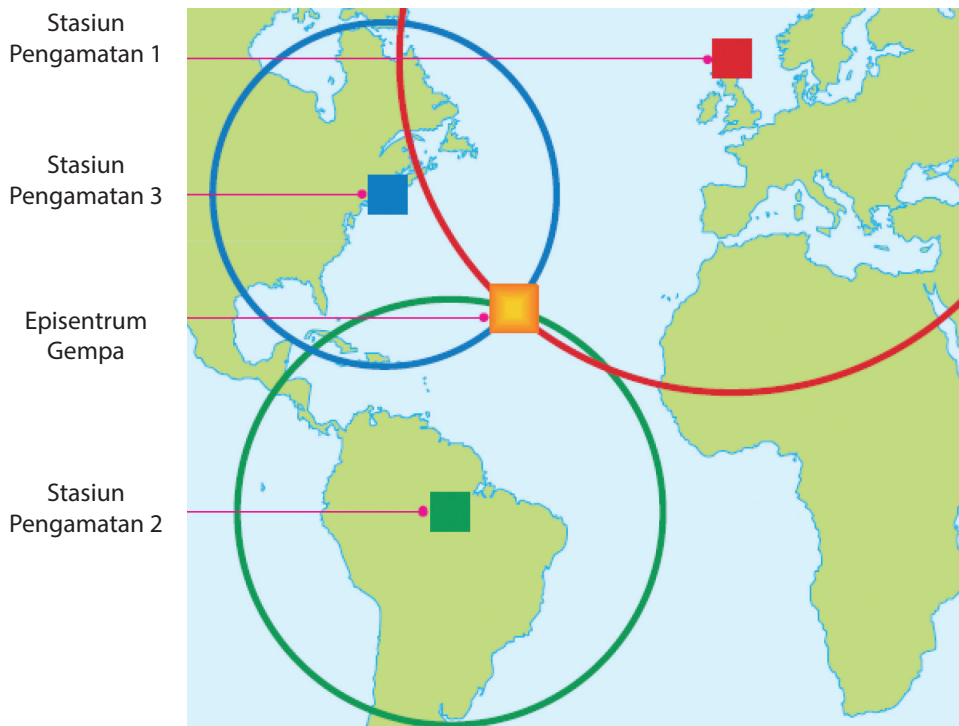 Stasiun
Pengamatan 1
Stasiun
Pengamatan 3
Episentrum
Gempa
Stasiun
Pengamatan 2